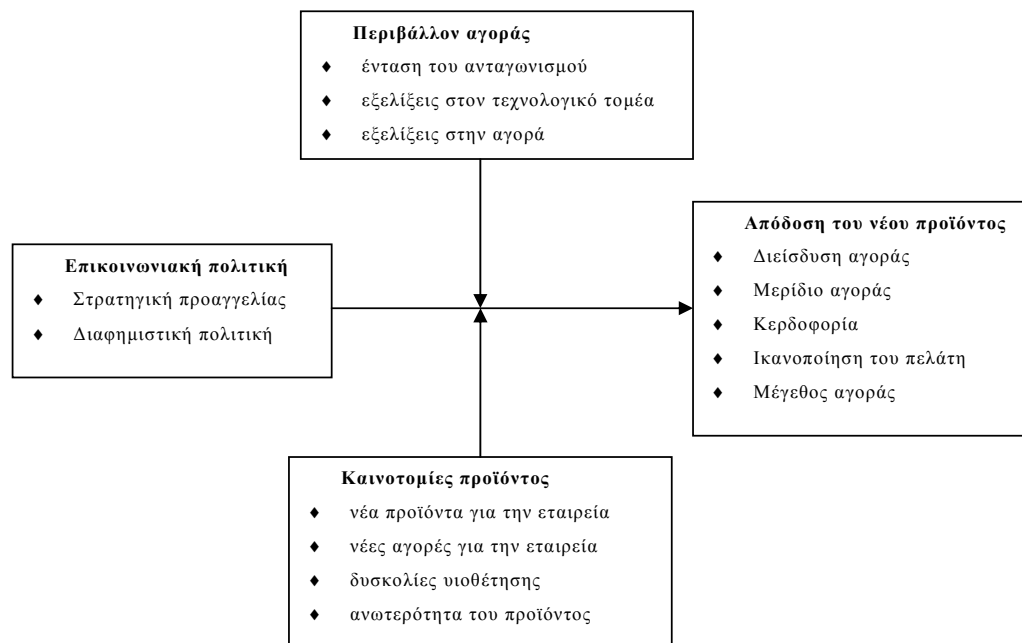 Περιβάλλον αγοράς
♦ ένταση του ανταγωνισμού
♦ εξελίξεις στον τεχνολογικό τομέα
♦ εξελίξεις στην αγορά
Επικοινωνιακή πολιτική
♦ Στρατηγική προαγγελίας
♦ Διαφημιστική πολιτική
Απόδοση του νέου προϊόντος
♦ Διείσδυση αγοράς
♦ Μερίδιο αγοράς
♦ Κερδοφορία
♦ Ικανοποίηση του πελάτη
♦ Μέγεθος αγοράς
Καινοτομίες προϊόντος
♦ νέα προϊόντα για την εταιρεία
♦ νέες αγορές για την εταιρεία
♦ δυσκολίες υιοθέτησης
♦ ανωτερότητα του προϊόντος